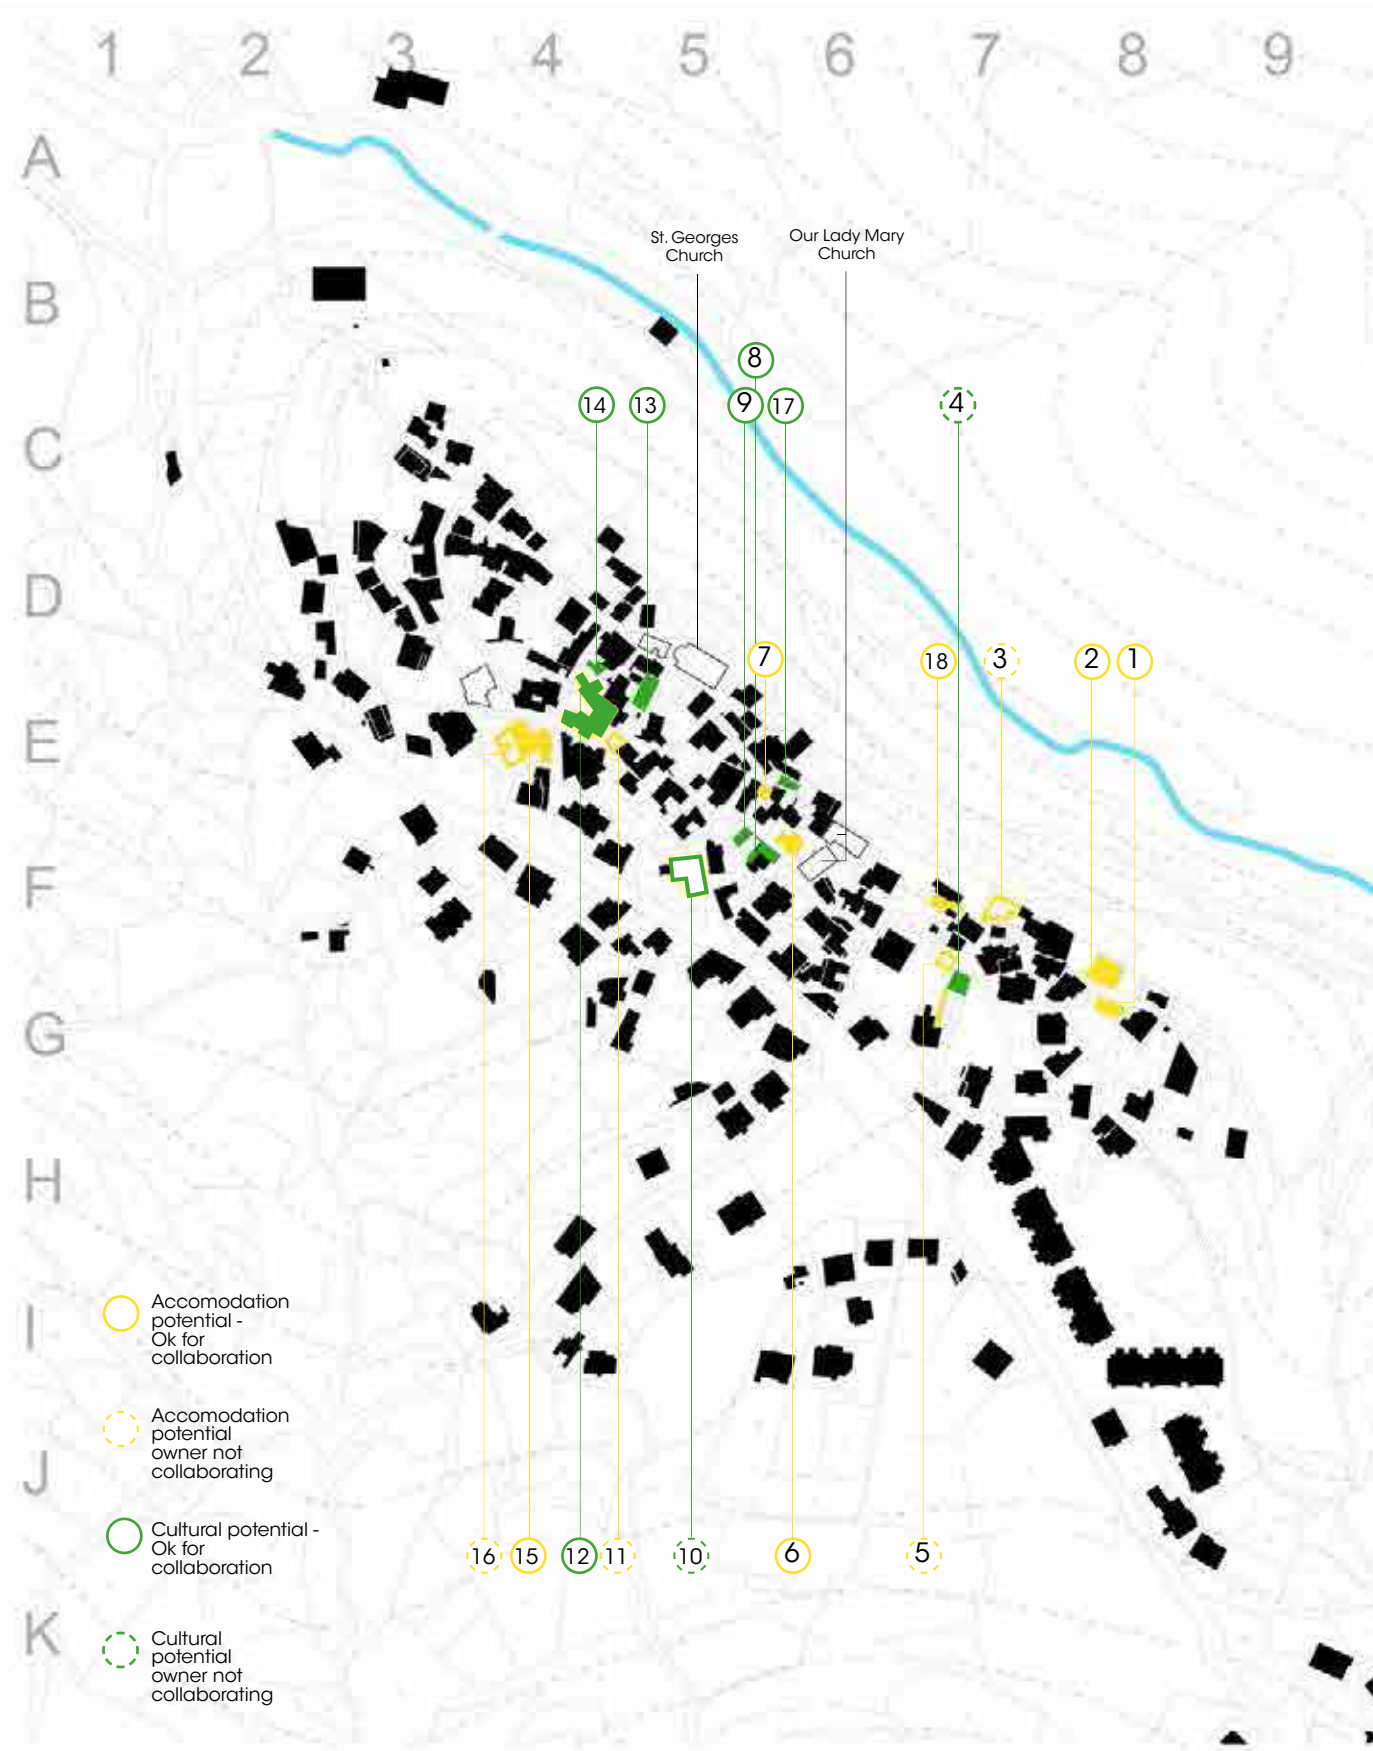 1 2 3 4 5 6 7 8 9
A
St. Georges
Church
Our Lady Mary
Church
B
8
14 13 9 17 4
C
D
7 18 3 2 1
E
F
G
H
Accomodation
potential -
Ok for
collaboration
I
Accomodation
potential
owner not
collaborating
J
Cultural potential -
Ok for
collaboration
16 15 12 11 10 6 5
K
Cultural
potential
owner not
collaborating